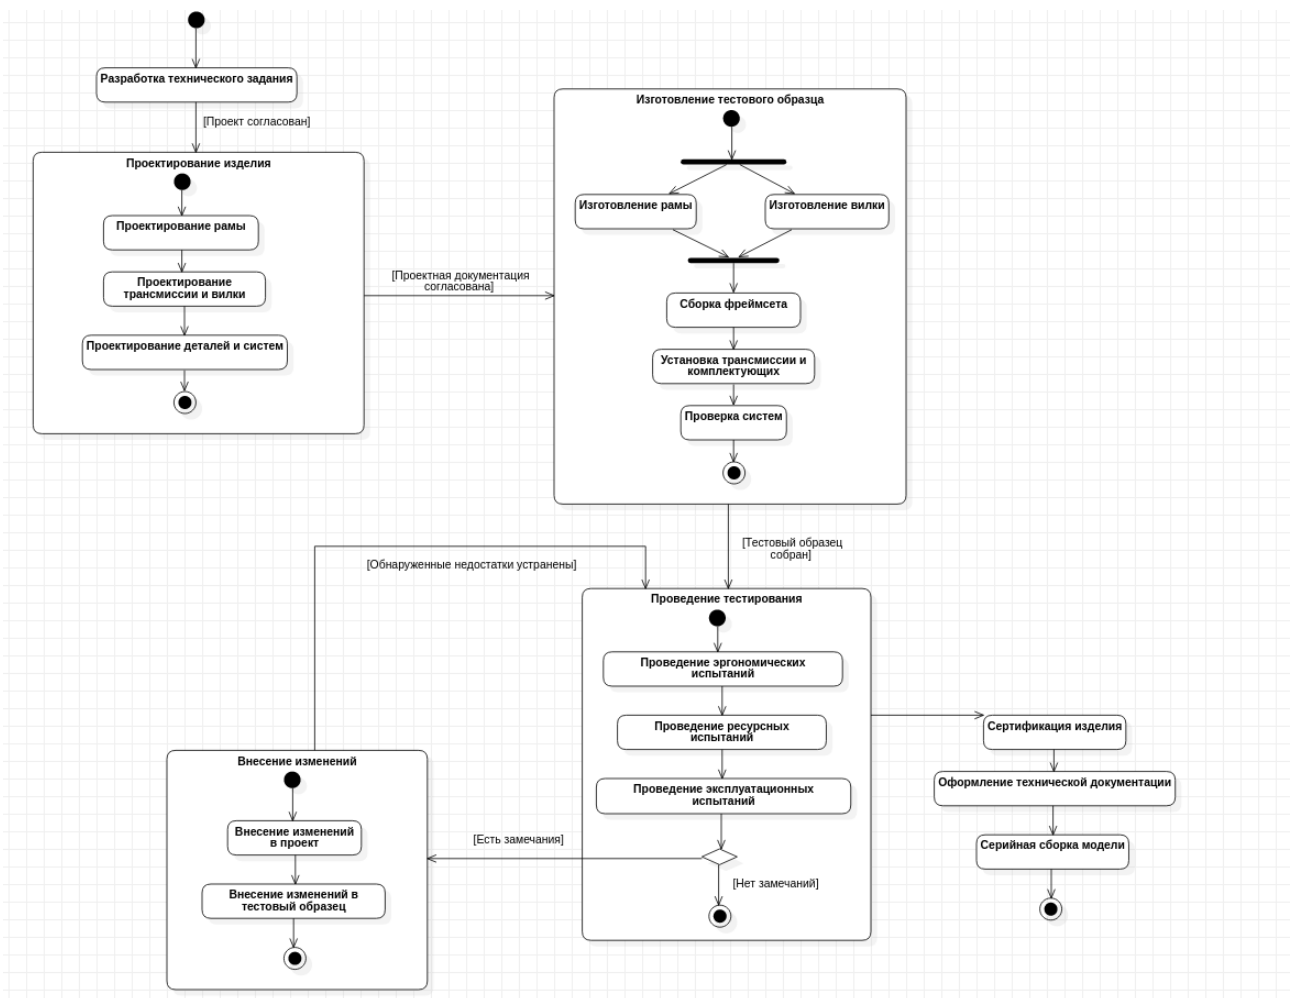 Разработка технического задания
[Проект согласован]
Проектирование изделия
Проектирование рамы
Проектирование
трансмиссии и вилки
Проектирование деталей и систем
[Проектная документация
согласована]
Изготовление тестового образца
Изготовление рамы
Изготовление вилки
Сборка фреймсета
Установка трансмиссии и
комплектующих
Проверка систем
[Тестовый образец
собран]
[Обнаруженные недостатки устранены]
Проведение тестирования
Проведение эргономических
испытаний
Проведение ресурсных
испытаний
Проведение эксплуатационных
испытаний
[Есть замечания]
[Нет замечаний]
Внесение изменений
Внесение изменений
в проект
Внесение изменений в
тестовый образец
Сертификация изделия
Оформление технической документации
Серийная сборка модели